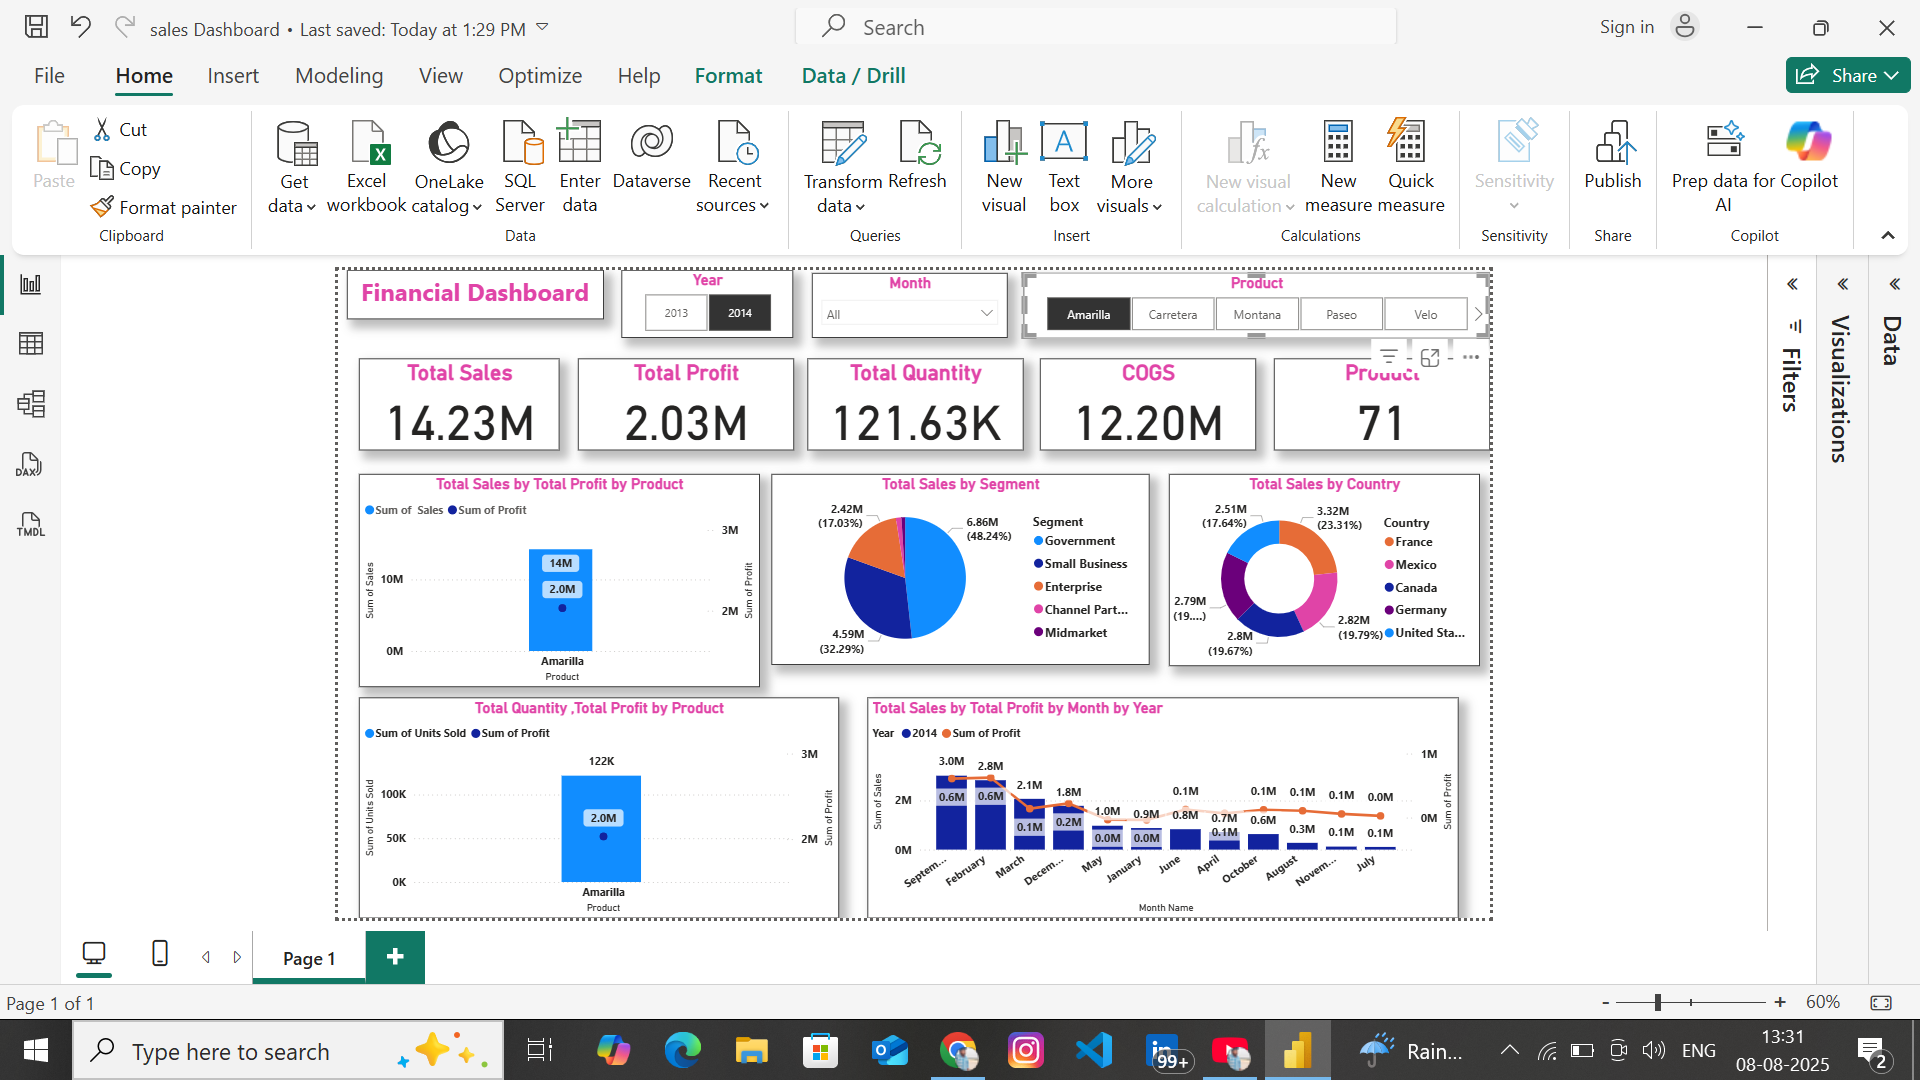 sales Dashboard • Last saved: Today at 1:29 PM
Search
Sign in
File Home Insert Modeling View Optimize Help Format Data / Drill
Share
Paste
Cut
Copy
Format painter
Clipboard
Get data
Excel workbook
OneLake catalog
SQL Server
Enter data
Dataverse
Recent sources
Data
Transform data
Refresh
Queries
New visual
Text box
More visuals
Insert
New visual calculation
New measure
Quick measure
Calculations
Sensitivity
Sensitivity
Publish
Share
Prep data for AI
Copilot
Copilot
DAX
TMDL
Financial Dashboard
Year
2013 2014
Month
All
Product
Amarilla Carretera Montana Paseo Velo
Total Sales
14.23M
Total Profit
2.03M
Total Quantity
121.63K
COGS
12.20M
Product
71
Total Sales by Total Profit by Product
Sum of Sales Sum of Profit
Sum of Sales
10M
0M
14M
2.0M
3M
2M
Sum of Profit
Amarilla
Product
Total Sales by Segment
2.42M
(17.03%)
6.86M
(48.24%)
4.59M
(32.29%)
Segment
Government
Small Business
Enterprise
Channel Part...
Midmarket
Total Sales by Country
2.51M
(17.64%)
3.32M
(23.31%)
2.79M
(19....)
2.8M
(19.67%)
2.82M
(19.79%)
Country
France
Mexico
Canada
Germany
United Sta...
Total Quantity ,Total Profit by Product
Sum of Units Sold Sum of Profit
Sum of Units Sold
100K
50K
0K
122K
2.0M
3M
2M
Sum of Profit
Amarilla
Product
Total Sales by Total Profit by Month by Year
Year 2014 Sum of Profit
Sum of Sales
2M
0M
3.0M 2.8M 2.1M 1.8M 1.0M 0.9M 0.8M 0.7M 0.6M 0.3M 0.1M 0.1M
0.6M 0.6M 0.1M 0.2M 0.0M 0.0M 0.1M 0.1M 0.1M 0.1M 0.1M 0.0M
1M
0M
Sum of Profit
Septem... February March Decem... May January June April October August Novem... July
Month Name
Filters
Visualizations
Data
Page 1
Page 1 of 1
60%
Type here to search
99+
Rain...
ENG
13:31
08-08-2025
2